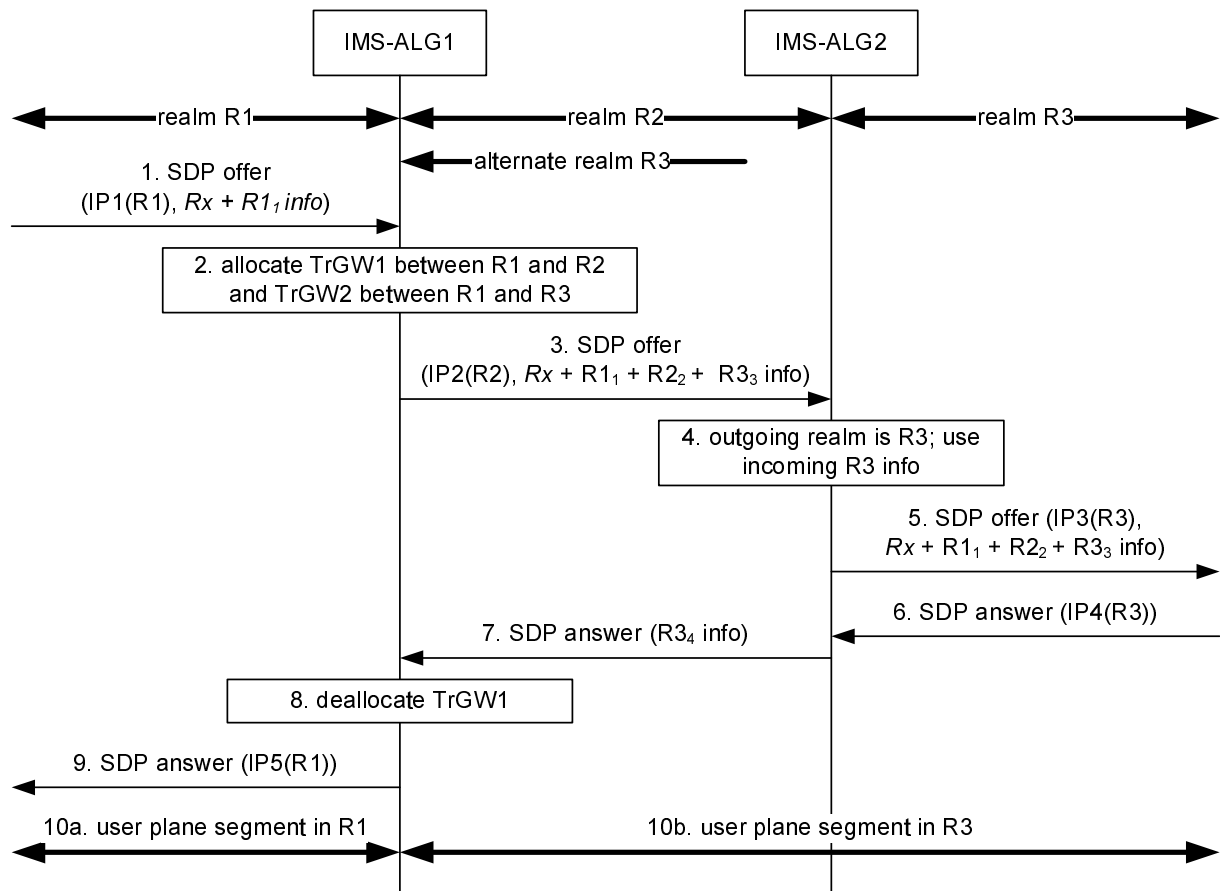 IMS-ALG1
IMS-ALG2
realm R1
realm R2
realm R3
alternate realm R3
1. SDP offer
(IP1(R1), Rx + R1₁ info)
2. allocate TrGW1 between R1 and R2
and TrGW2 between R1 and R3
3. SDP offer
(IP2(R2), Rx + R1₁ + R2₂ + R3₃ info)
4. outgoing realm is R3; use
incoming R3 info
5. SDP offer (IP3(R3),
Rx + R1₁ + R2₂ + R3₃ info)
6. SDP answer (IP4(R3))
7. SDP answer (R3₄ info)
8. deallocate TrGW1
9. SDP answer (IP5(R1))
10a. user plane segment in R1
10b. user plane segment in R3